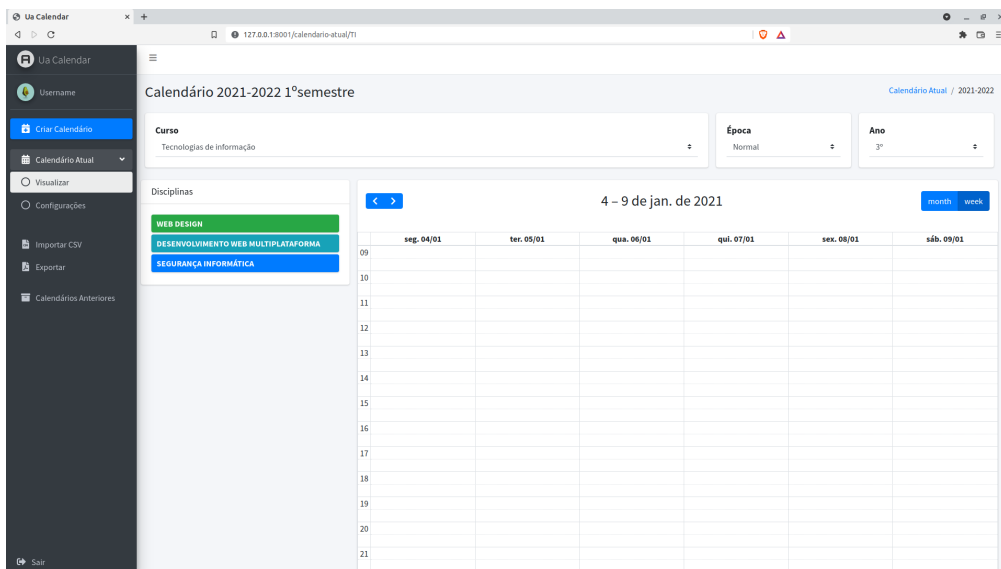 Ua Calendar
127.0.0.1:8001/calendario-atual/TI
Ua Calendar
Username
Criar Calendário
Calendário Atual
Visualizar
Configurações
Importar CSV
Exportar
Calendários Anteriores
Sair
Calendário 2021-2022 1ºsemestre
Calendário Atual / 2021-2022
Curso
Tecnologias de informação
Época
Normal
Ano
3º
Disciplinas
WEB DESIGN
DESENVOLVIMENTO WEB MULTIPLATAFORMA
SEGURANÇA INFORMÁTICA
4 – 9 de jan. de 2021
month week
seg. 04/01 ter. 05/01 qua. 06/01 qui. 07/01 sex. 08/01 sáb. 09/01
09
10
11
12
13
14
15
16
17
18
19
20
21